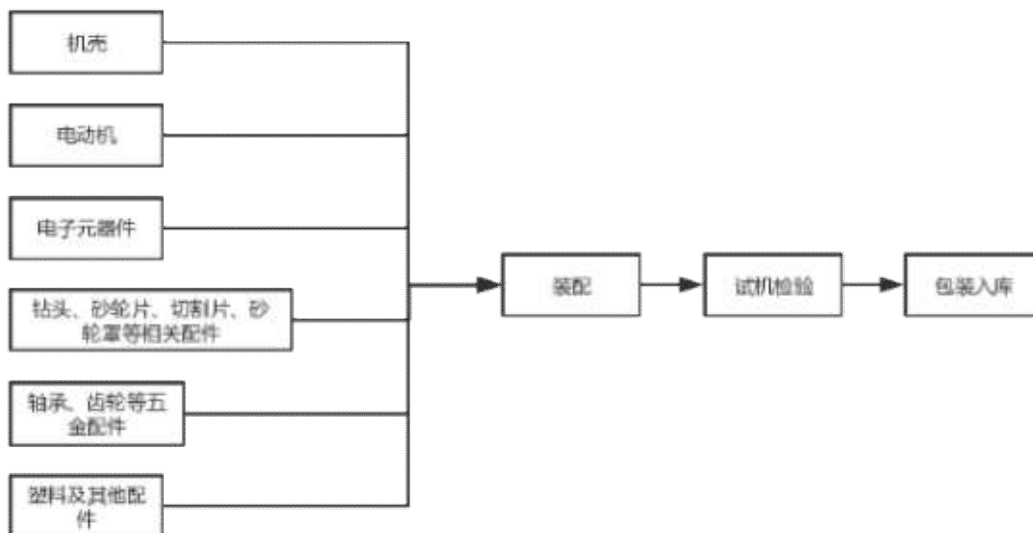 机壳
电动机
电子元器件
钻头、砂轮片、切割片、砂
轮罩等相关配件
轴承、齿轮等五
金配件
塑料及其他配
件
装配
试机检验
包装入库